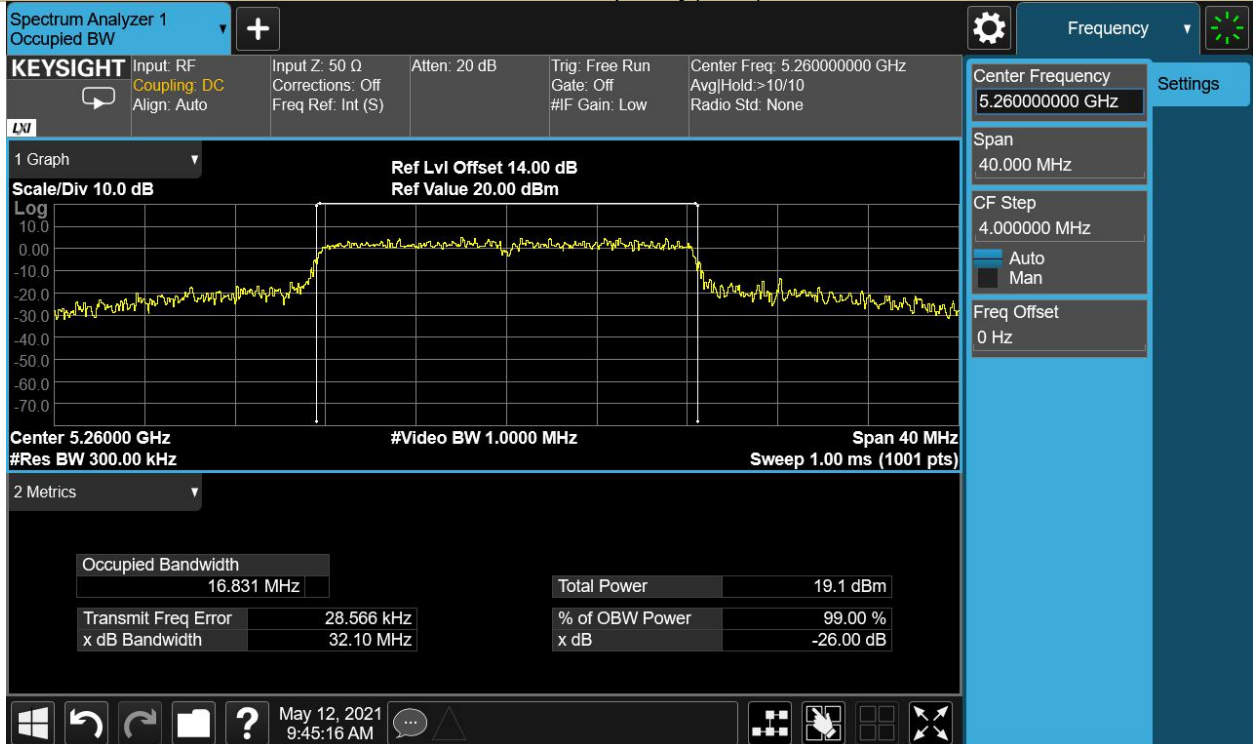 Spectrum Analyzer 1
Occupied BW
+
Frequency
KEYSIGHT
LXI
Input: RF
Coupling: DC
Align: Auto
Input Z: 50 Ω
Corrections: Off
Freq Ref: Int (S)
Atten: 20 dB
Trig: Free Run
Gate: Off
#IF Gain: Low
Center Freq: 5.260000000 GHz
Avg|Hold:>10/10
Radio Std: None
Center Frequency
5.260000000 GHz
Settings
Span
40.000 MHz
CF Step
4.000000 MHz
Auto
Man
Freq Offset
0 Hz
1 Graph
Scale/Div 10.0 dB
Ref Lvl Offset 14.00 dB
Ref Value 20.00 dBm
Log
10.0
0.00
-10.0
-20.0
-30.0
-40.0
-50.0
-60.0
-70.0
Center 5.26000 GHz
#Video BW 1.0000 MHz
Span 40 MHz
#Res BW 300.00 kHz
Sweep 1.00 ms (1001 pts)
2 Metrics
Occupied Bandwidth
16.831 MHz
Total Power 19.1 dBm
Transmit Freq Error 28.566 kHz
% of OBW Power 99.00 %
x dB Bandwidth 32.10 MHz
x dB -26.00 dB
?
May 12, 2021
9:45:16 AM